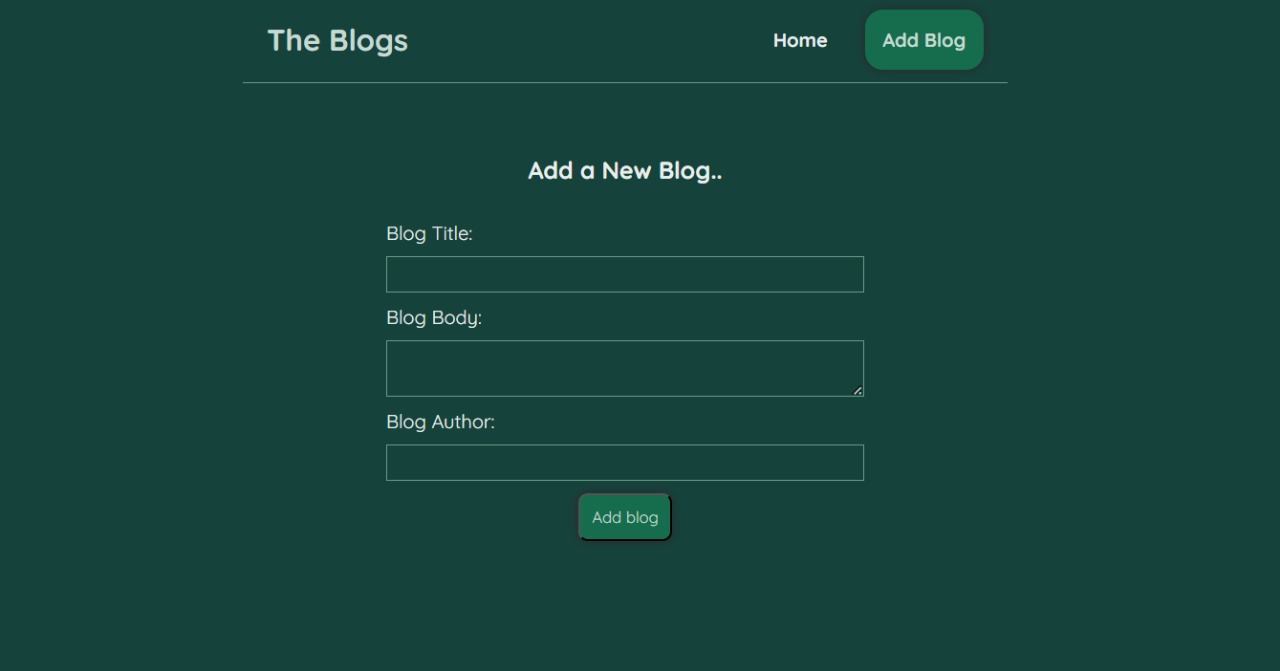 The Blogs
Home
Add Blog
Add a New Blog..
Blog Title:
Blog Body:
Blog Author:
Add blog